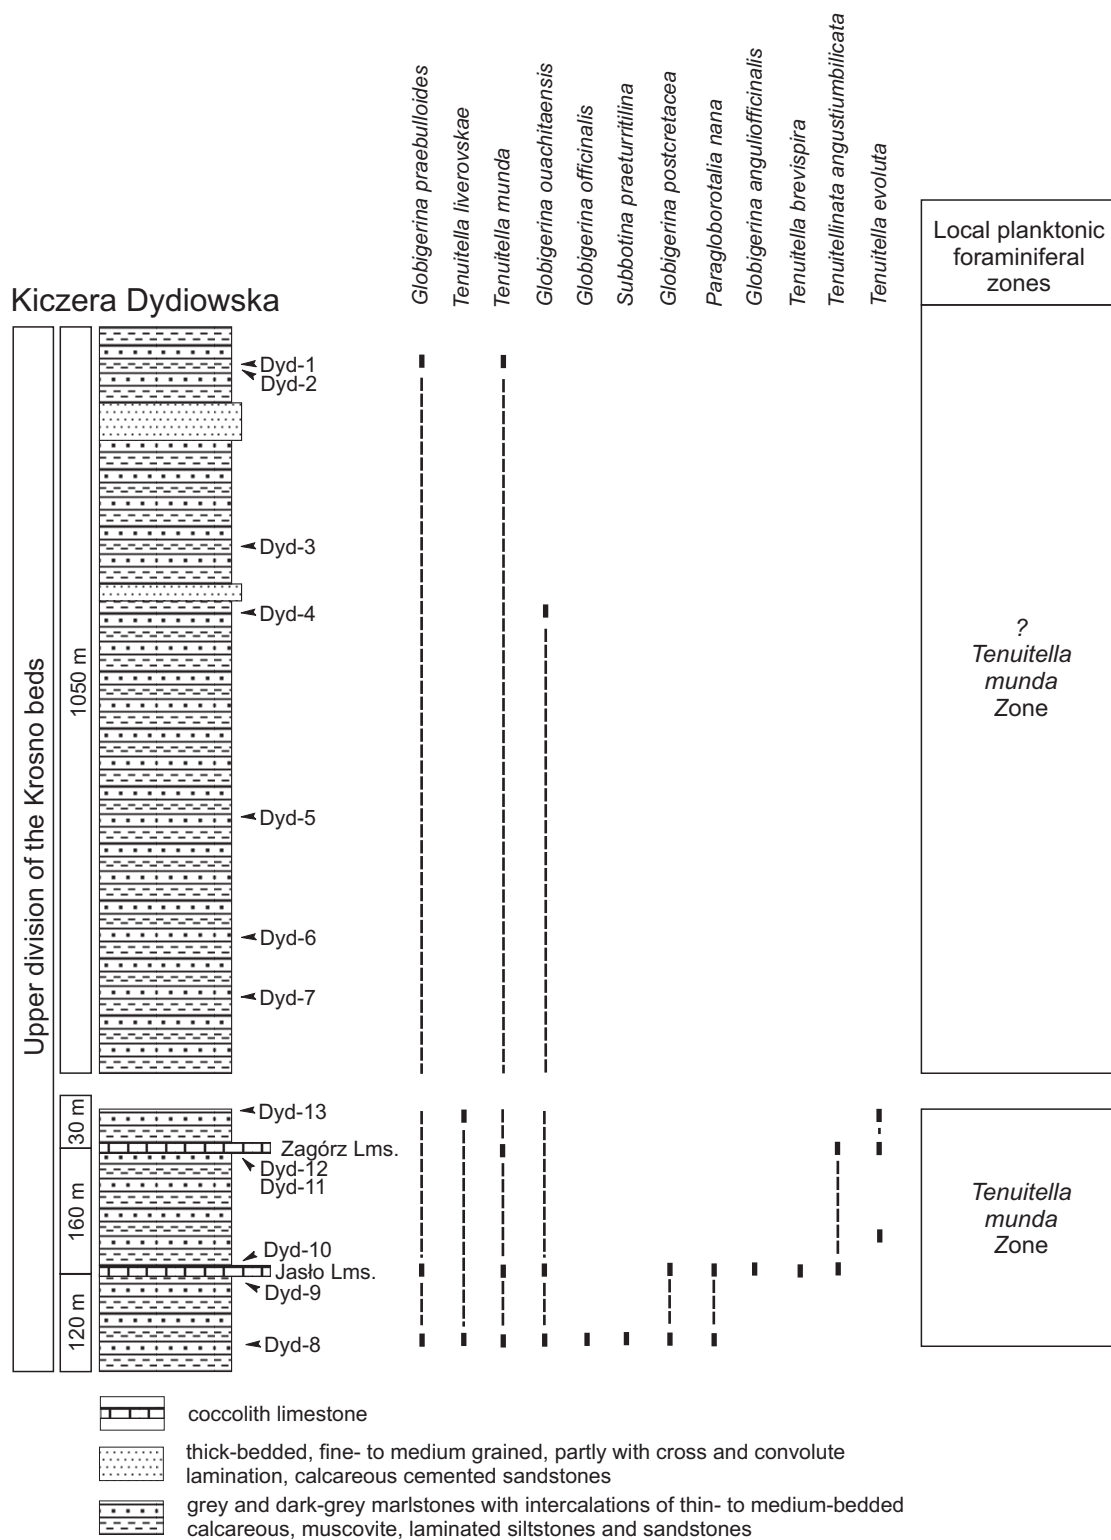 Globigerina praebulloides
Tenuitella liverovskae
Tenuitella munda
Globigerina ouachitaensis
Globigerina officinalis
Subbotina praeturritilina
Globigerina postcretacea
Paragloborotalia nana
Globigerina anguliofficinalis
Tenuitella brevispira
Tenuitellinata angustiumbilicata
Tenuitella evoluta
Local planktonic
foraminiferal
zones
Kiczera Dydiowska
Upper division of the Krosno beds
1050 m
30 m
160 m
120 m
Dyd-1
Dyd-2
Dyd-3
Dyd-4
Dyd-5
Dyd-6
Dyd-7
Dyd-13
Zagórz Lms.
Dyd-12
Dyd-11
Dyd-10
Jasło Lms.
Dyd-9
Dyd-8
?
Tenuitella
munda
Zone
Tenuitella
munda
Zone
coccolith limestone
thick-bedded, fine- to medium grained, partly with cross and convolute
lamination, calcareous cemented sandstones
grey and dark-grey marlstones with intercalations of thin- to medium-bedded
calcareous, muscovite, laminated siltstones and sandstones